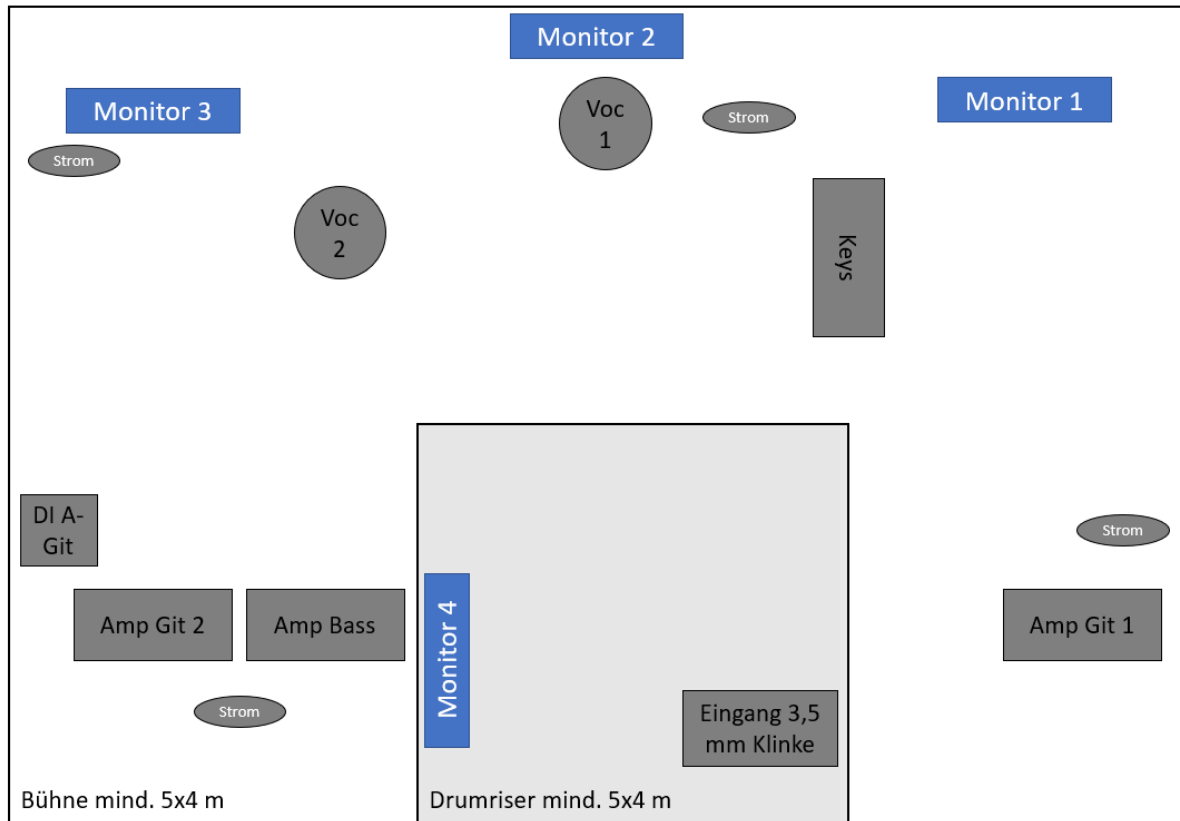 Monitor 2
Monitor 1
Monitor 3
Voc
1
Strom
Strom
Voc
2
Keys
DI A-
Git
Strom
Amp Git 2
Amp Bass
Monitor 4
Amp Git 1
Strom
Eingang 3,5
mm Klinke
Bühne mind. 5x4 m
Drumriser mind. 5x4 m